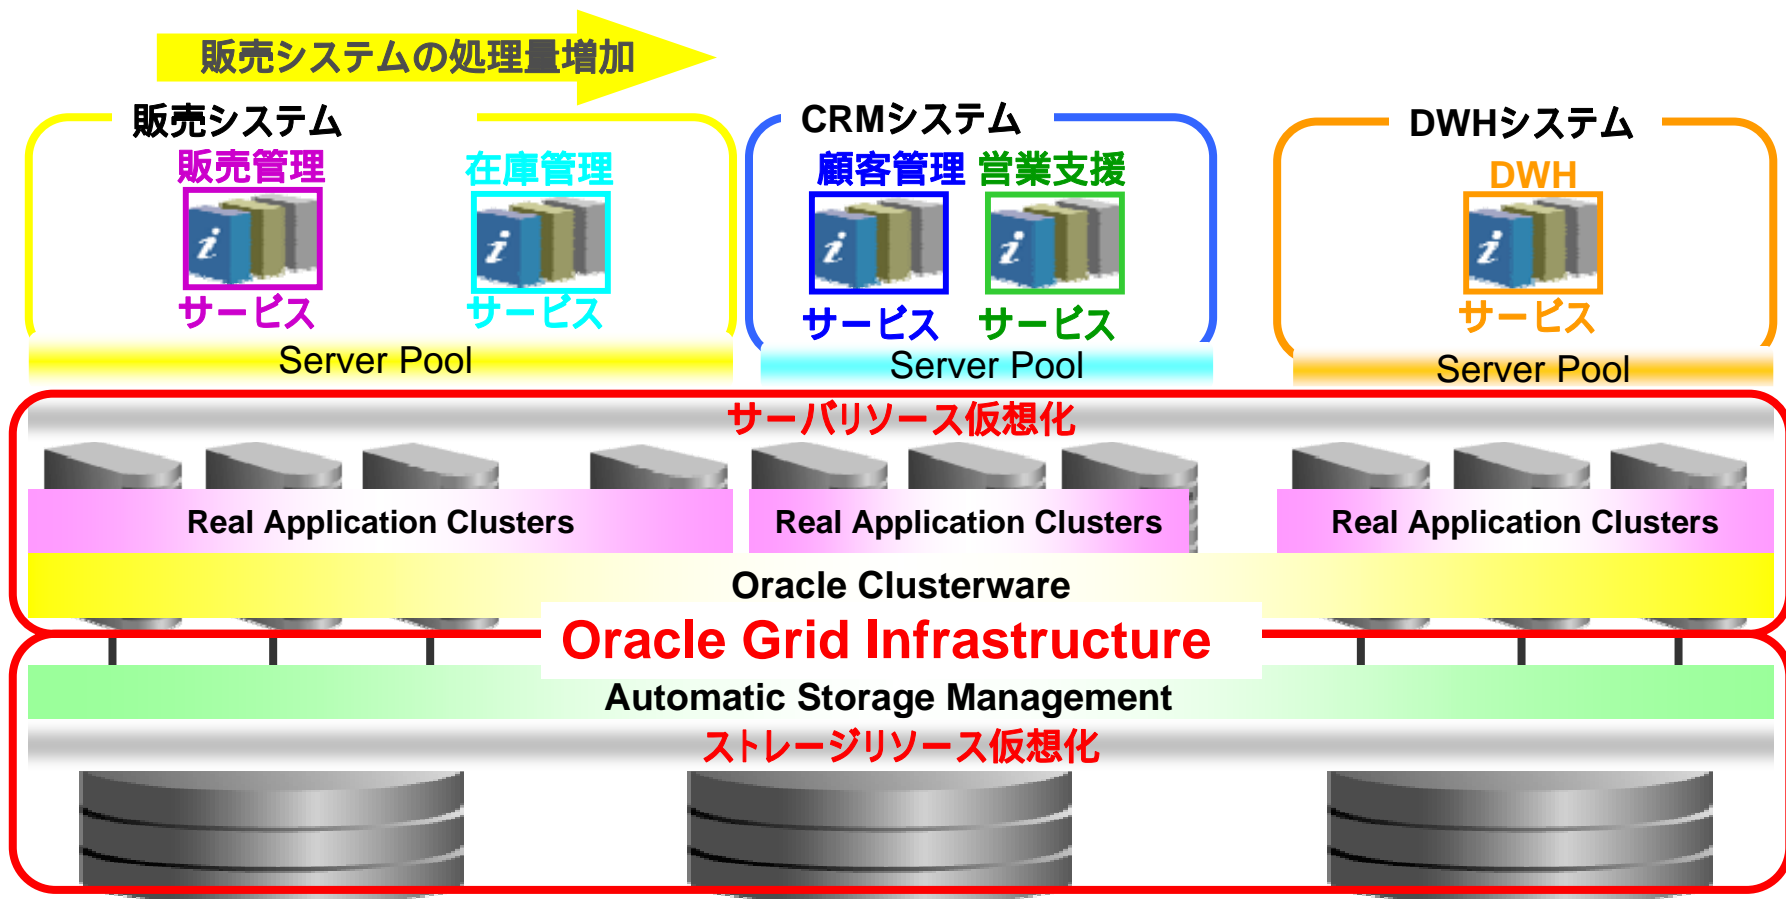 販売システムの処理量増加
販売システム
CRMシステム
DWHシステム
販売管理
在庫管理
顧客管理
営業支援
DWH
サービス
サービス
サービス
サービス
サービス
Server Pool
Server Pool
Server Pool
サーバリソース仮想化
Real Application Clusters
Real Application Clusters
Real Application Clusters
Oracle Clusterware
Oracle Grid Infrastructure
Automatic Storage Management
ストレージリソース仮想化